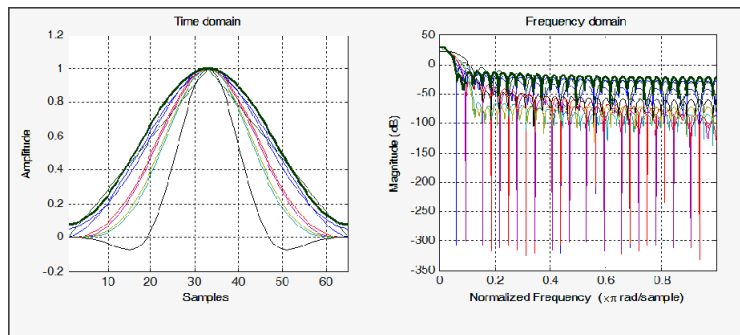 Time domain
1.2
1
0.8
0.6
0.4
0.2
0
-0.2
Amplitude
10 20 30 40 50 60
Samples
Frequency domain
50
0
-50
-100
-150
-200
-250
-300
-350
Magnitude (dB)
0 0.2 0.4 0.6 0.8
Normalized Frequency (×π rad/sample)